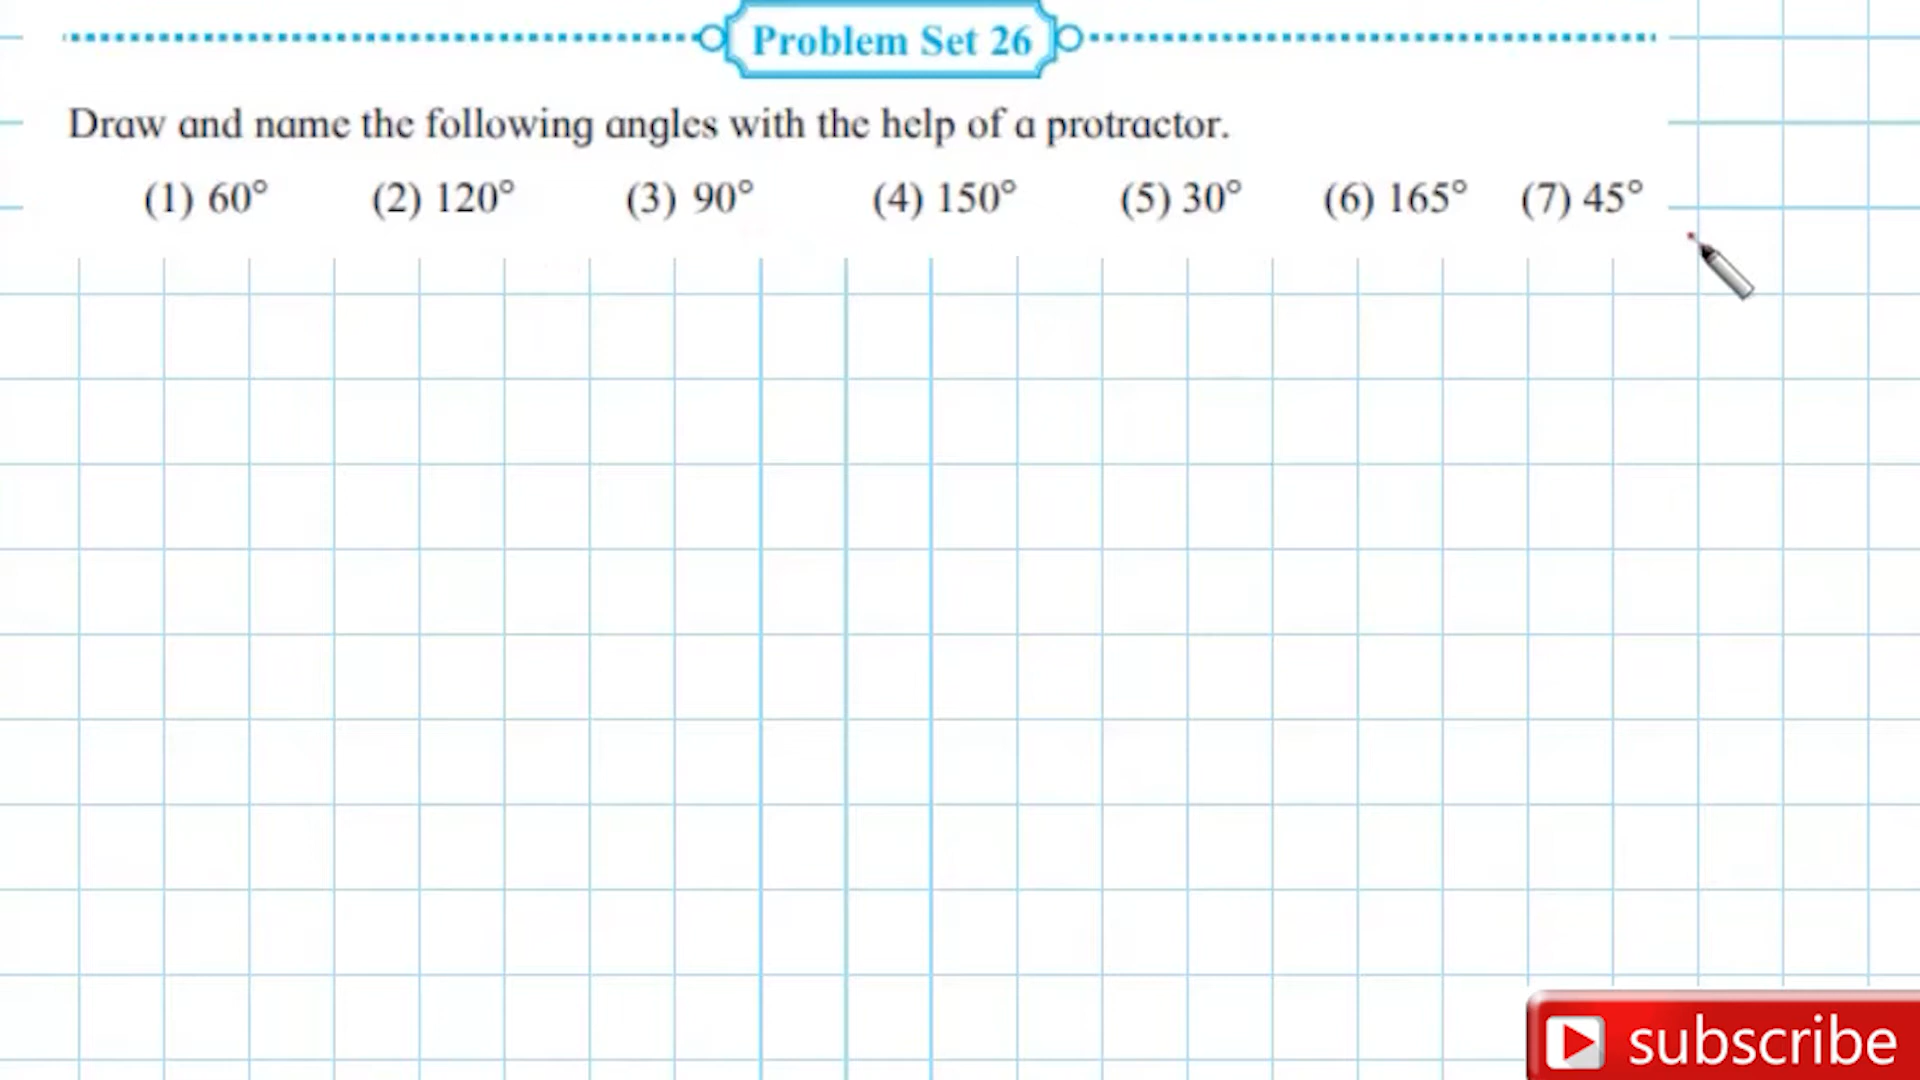 Problem Set 26
Draw and name the following angles with the help of a protractor.
(1) 60° (2) 120° (3) 90° (4) 150° (5) 30° (6) 165° (7) 45°
subscribe